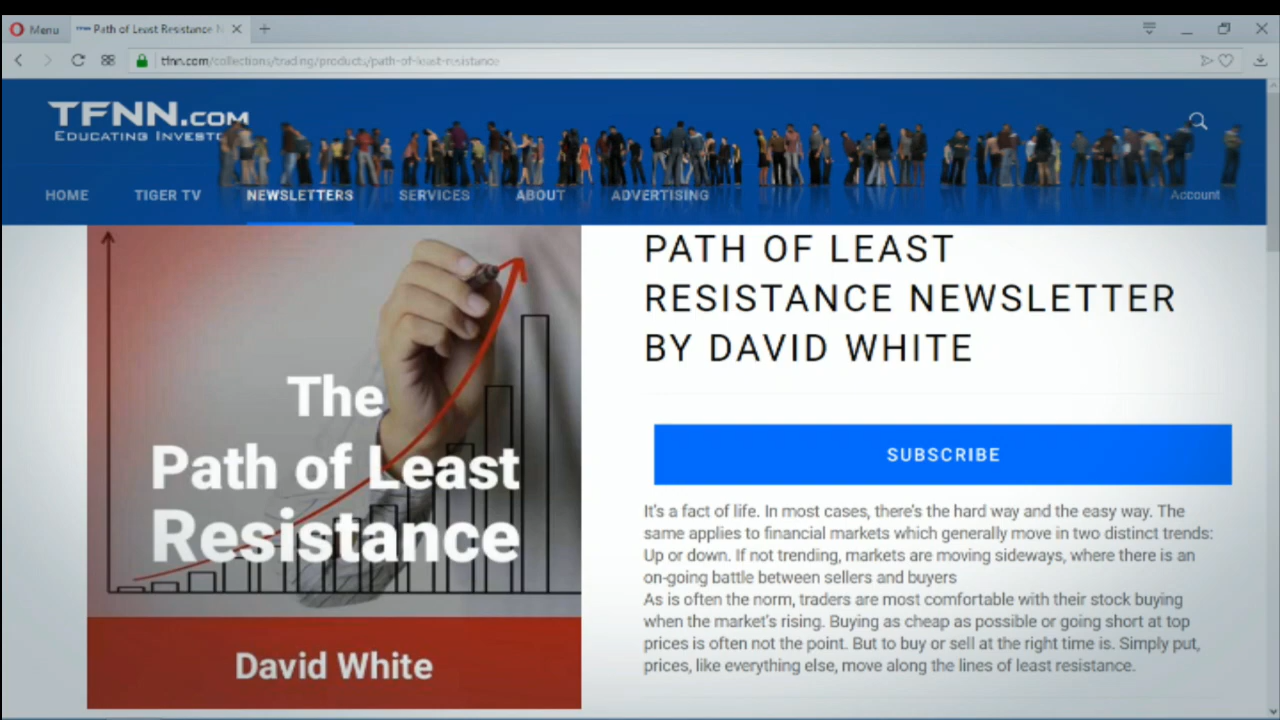 Menu
Path of Least Resistance
tfnn.com/collections/trading/products/path-of-least-resistance
TFNN.COM
EDUCATING
HOME TIGER TV NEWSLETTERS SERVICES ABOUT ADVERTISING Account
PATH OF LEAST
RESISTANCE NEWSLETTER
BY DAVID WHITE
The
Path of Least
Resistance
David White
SUBSCRIBE
It's a fact of life. In most cases, there's the hard way and the easy way. The
same applies to financial markets which generally move in two distinct trends:
Up or down. If not trending, markets are moving sideways, where there is an
on-going battle between sellers and buyers
As is often the norm, traders are most comfortable with their stock buying
when the market's rising. Buying as cheap as possible or going short at top
prices is often not the point. But to buy or sell at the right time is. Simply put,
prices, like everything else, move along the lines of least resistance.